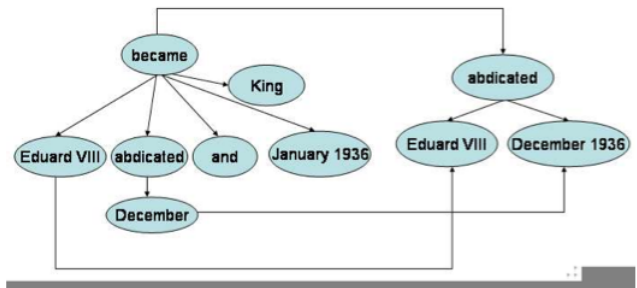 became
King
abdicated
Eduard VIII
abdicated
and
January 1936
Eduard VIII
December 1936
December